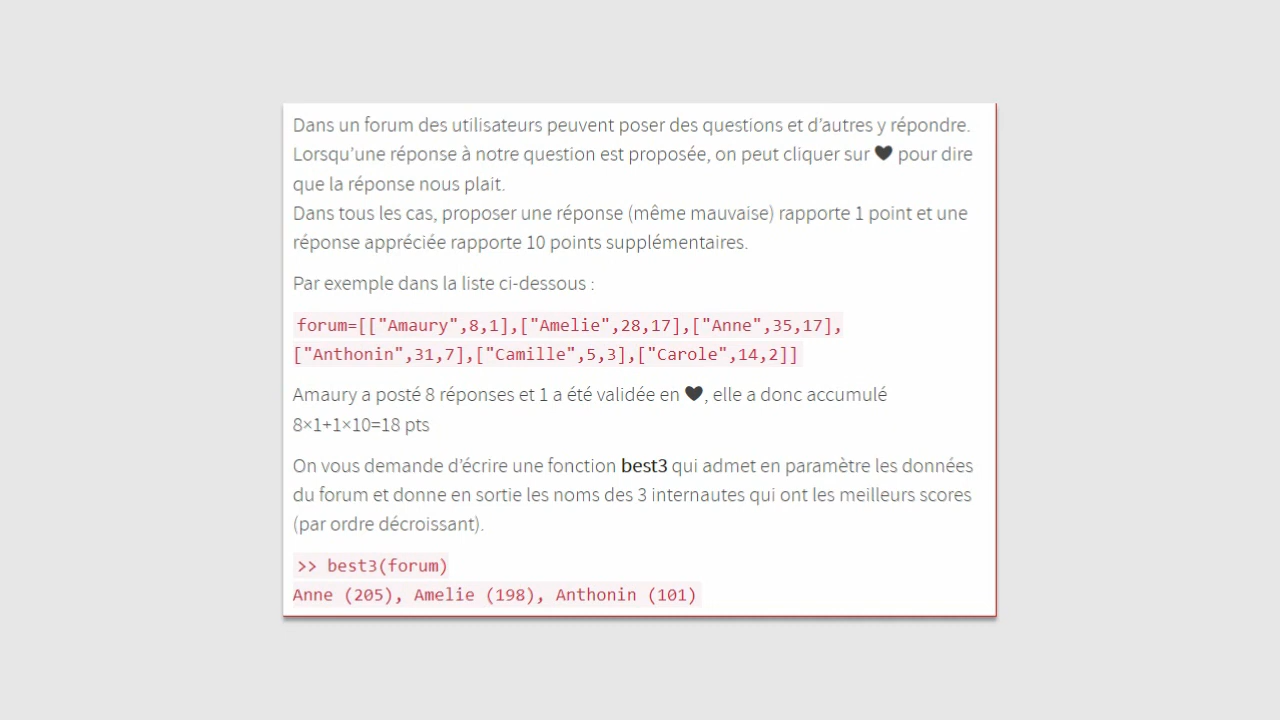 Dans un forum des utilisateurs peuvent poser des questions et d’autres y répondre.
Lorsqu’une réponse à notre question est proposée, on peut cliquer sur ♥ pour dire
que la réponse nous plait.
Dans tous les cas, proposer une réponse (même mauvaise) rapporte 1 point et une
réponse appréciée rapporte 10 points supplémentaires.
Par exemple dans la liste ci-dessous :
forum=[["Amaury",8,1],["Amelie",28,17],["Anne",35,17],
["Anthonin",31,7],["Camille",5,3],["Carole",14,2]]
Amaury a posté 8 réponses et 1 a été validée en ♥, elle a donc accumulé
8×1+1×10=18 pts
On vous demande d’écrire une fonction best3 qui admet en paramètre les données
du forum et donne en sortie les noms des 3 internautes qui ont les meilleurs scores
(par ordre décroissant).
>> best3(forum)
Anne (205), Amelie (198), Anthonin (101)